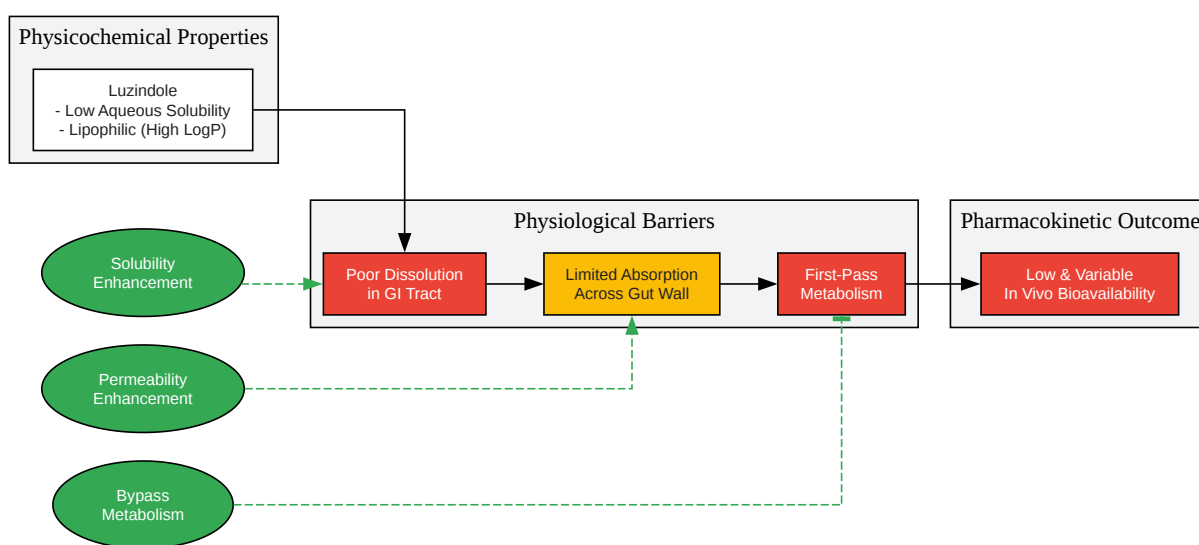 Physicochemical Properties
Luzindole
- Low Aqueous Solubility
- Lipophilic (High LogP)
Physiological Barriers
Pharmacokinetic Outcome
Solubility
Enhancement
Poor Dissolution
in GI Tract
Limited Absorption
Across Gut Wall
First-Pass
Metabolism
Low & Variable
In Vivo Bioavailability
Permeability
Enhancement
Bypass
Metabolism